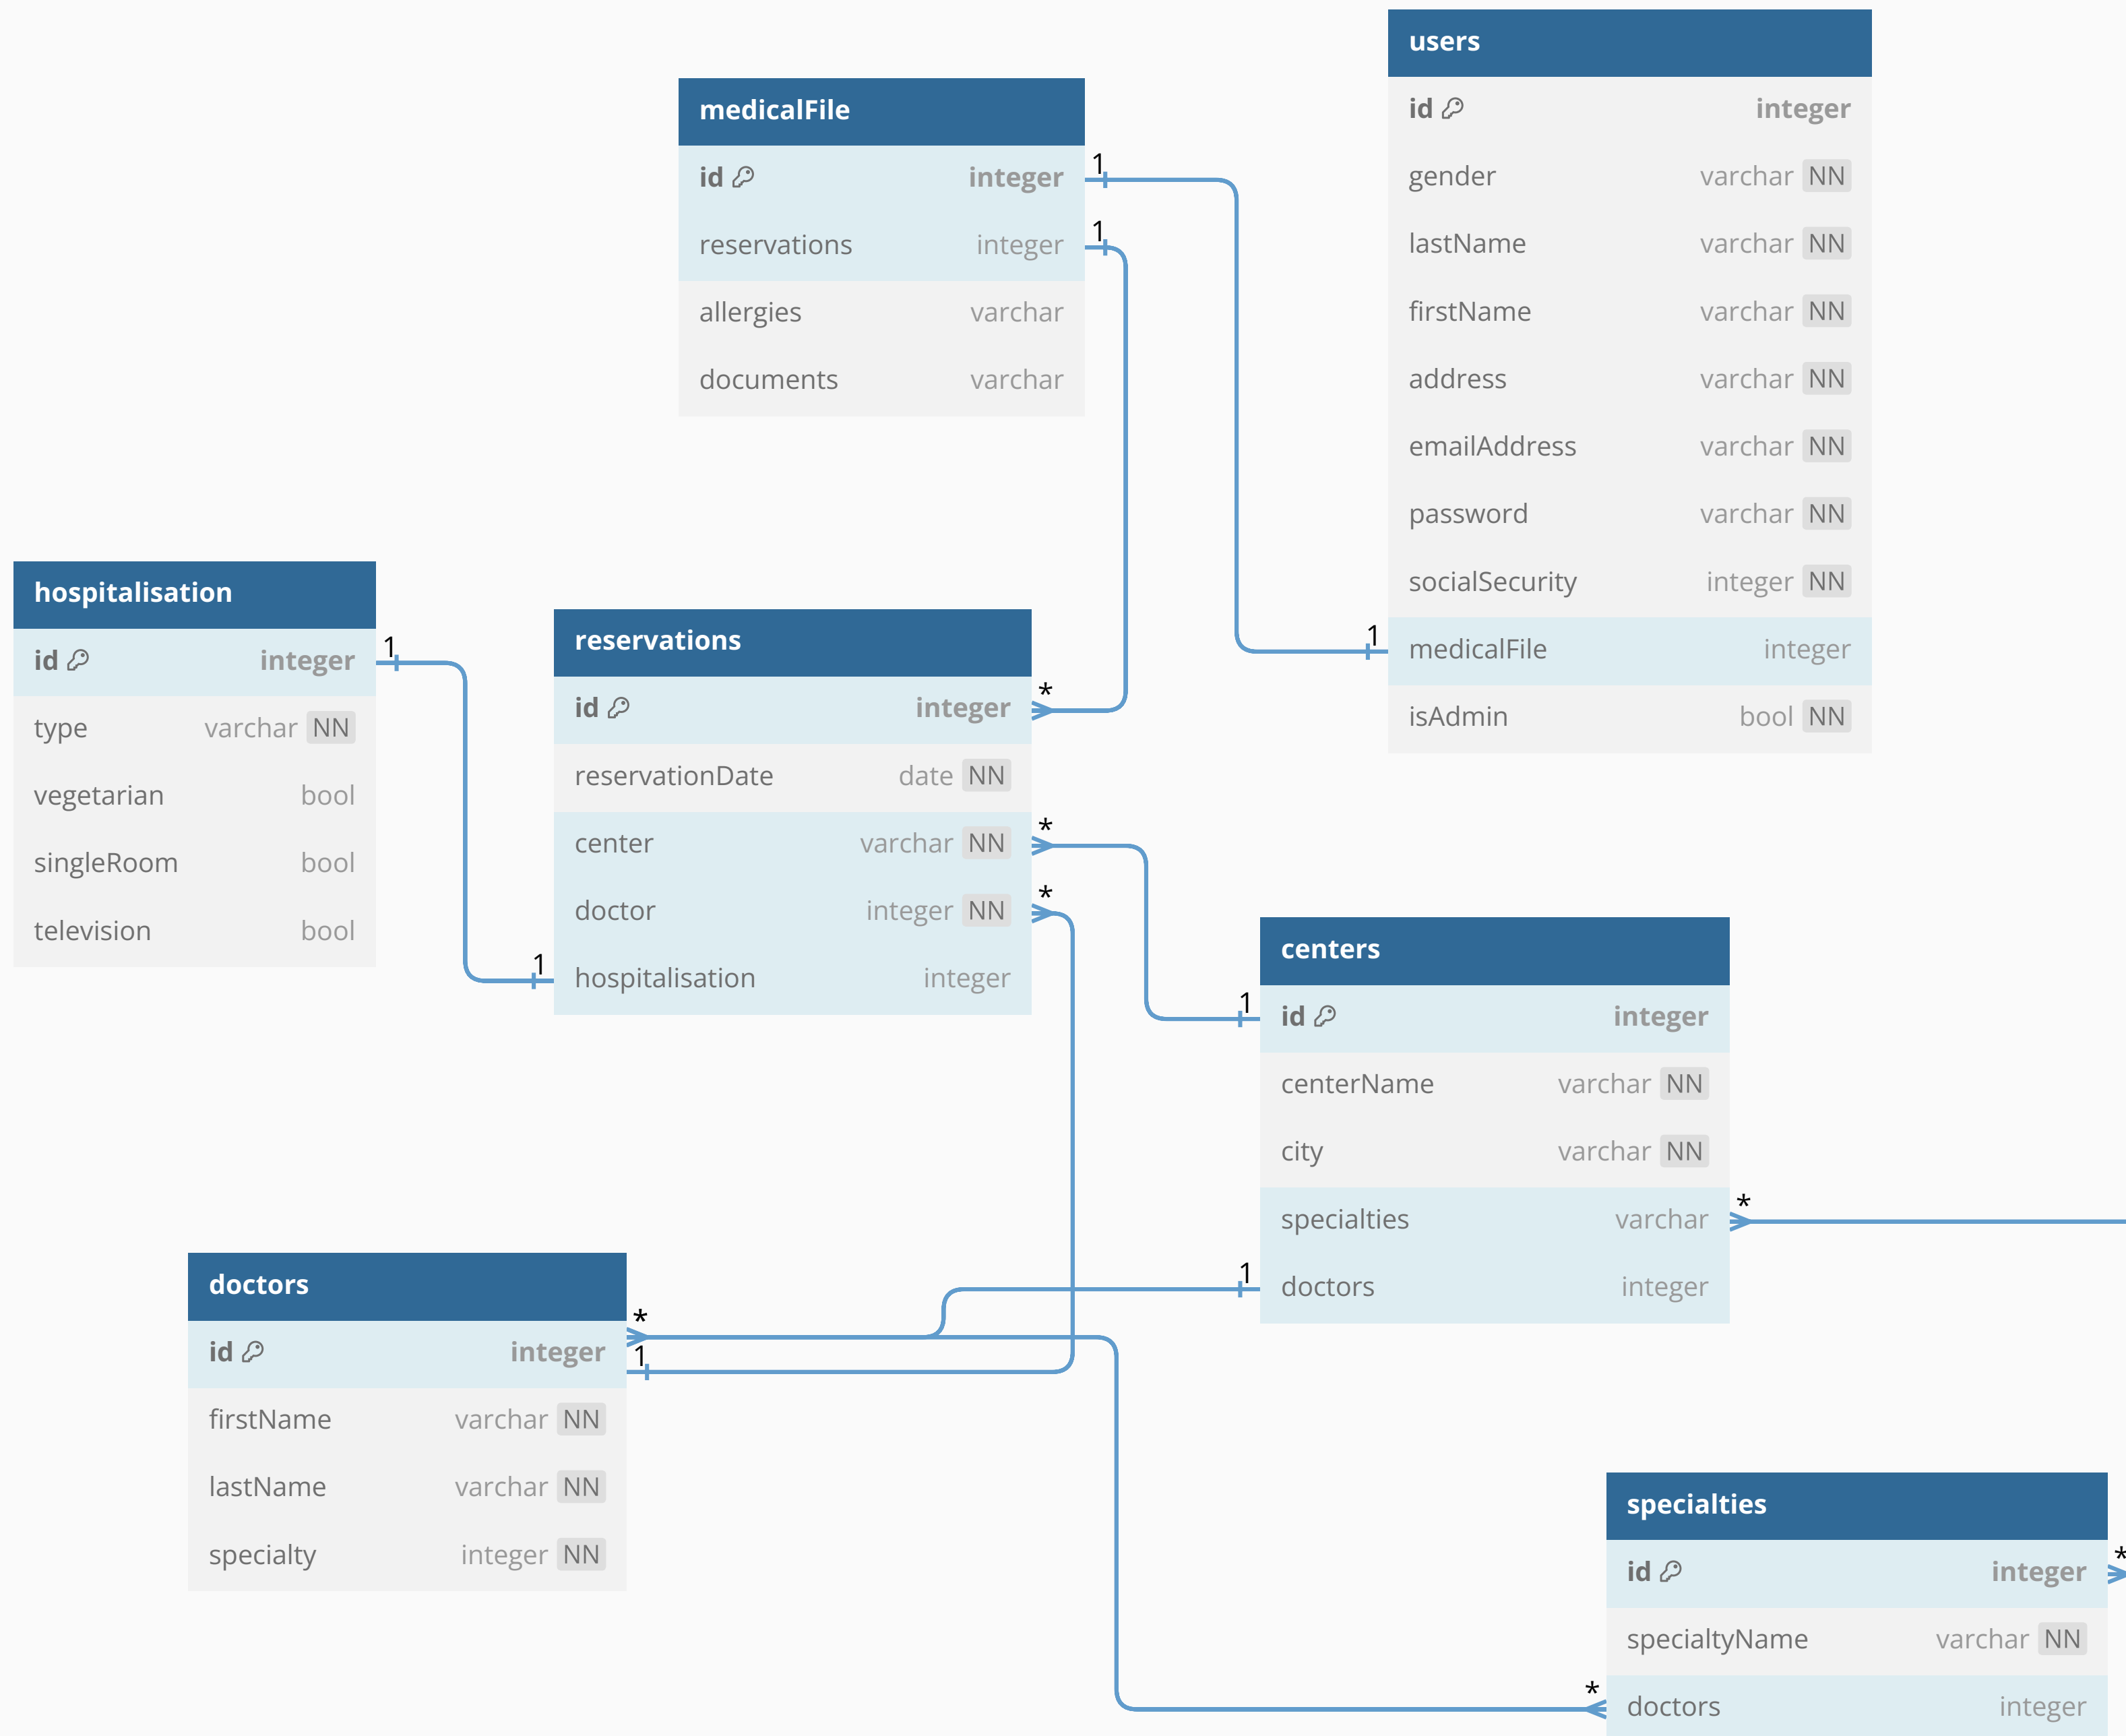 users
id integer
gender varchar NN
lastName varchar NN
firstName varchar NN
address varchar NN
emailAddress varchar NN
password varchar NN
socialSecurity integer NN
1 medicalFile integer
isAdmin bool NN
medicalFile
id integer 1
reservations integer 1
allergies varchar
documents varchar
hospitalisation
id integer 1
type varchar NN
vegetarian bool
singleRoom bool
television bool
reservations
id integer *
reservationDate date NN
center varchar NN *
doctor integer NN *
1 hospitalisation integer
centers
1 id integer
centerName varchar NN
city varchar NN
specialties varchar *
1 doctors integer
doctors
*
id integer 1
firstName varchar NN
lastName varchar NN
specialty integer NN
specialties
id integer *
specialtyName varchar NN
* doctors integer